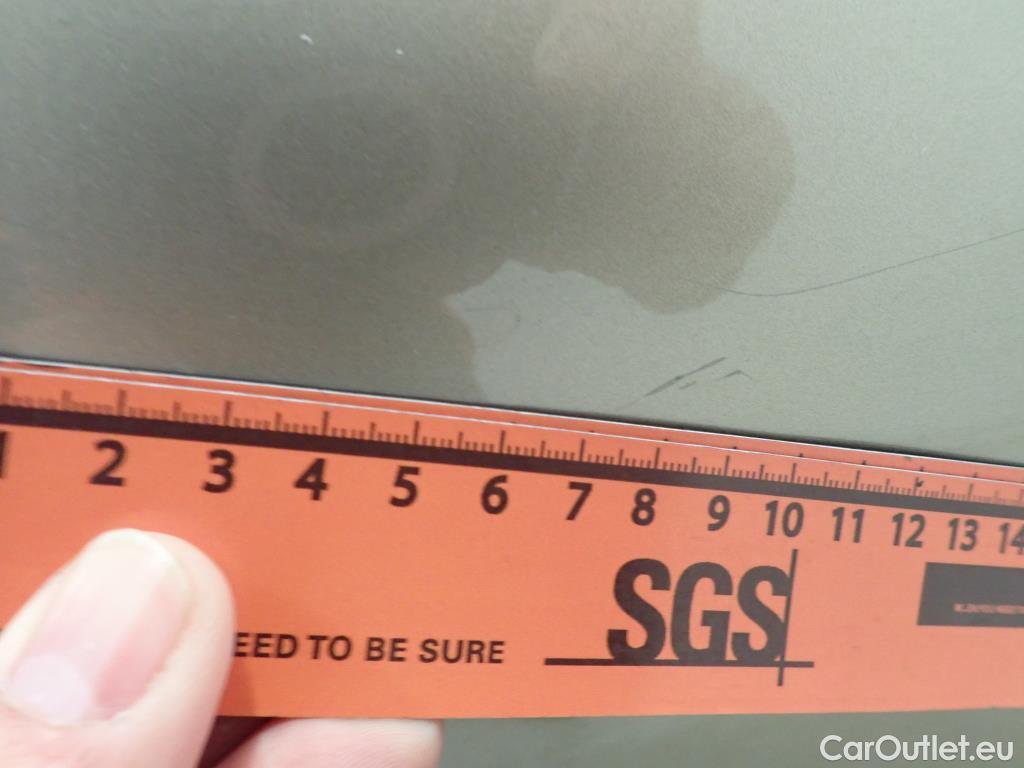 1 2 3 4 5 6 7 8 9 10 11 12 13 14
SGS
EED TO BE SURE
CarOutlet.eu